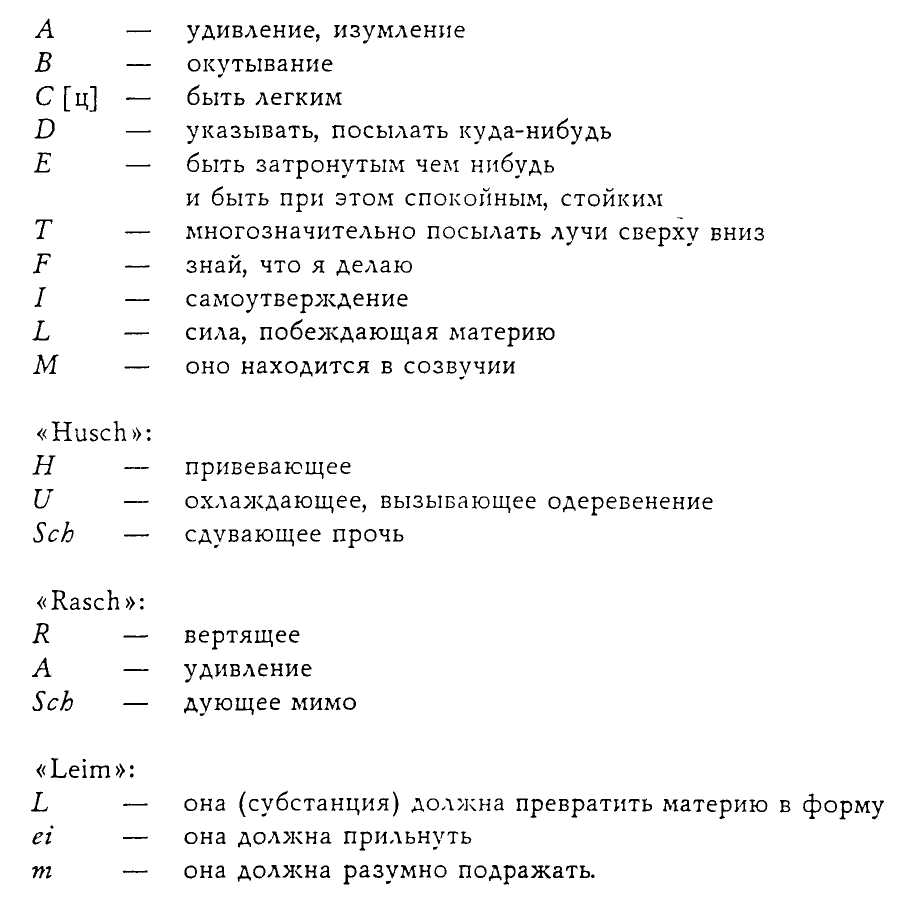 A — удивление, изумление
B — окутывание
C [ц] — быть легким
D — указывать, посылать куда-нибудь
E — быть затронутым чем нибудь
и быть при этом спокойным, стойким
T — многозначительно посылать лучи сверху вниз
F — знай, что я делаю
I — самоутверждение
L — сила, побеждающая материю
M — оно находится в созвучии
«Husch»:
H — привевающее
U — охлаждающее, вызывающее одеревенение
Sch — сдувающее прочь
«Rasch»:
R — вертящее
A — удивление
Sch — дующее мимо
«Leim»:
L — она (субстанция) должна превратить материю в форму
ei — она должна прильнуть
m — она должна разумно подражать.